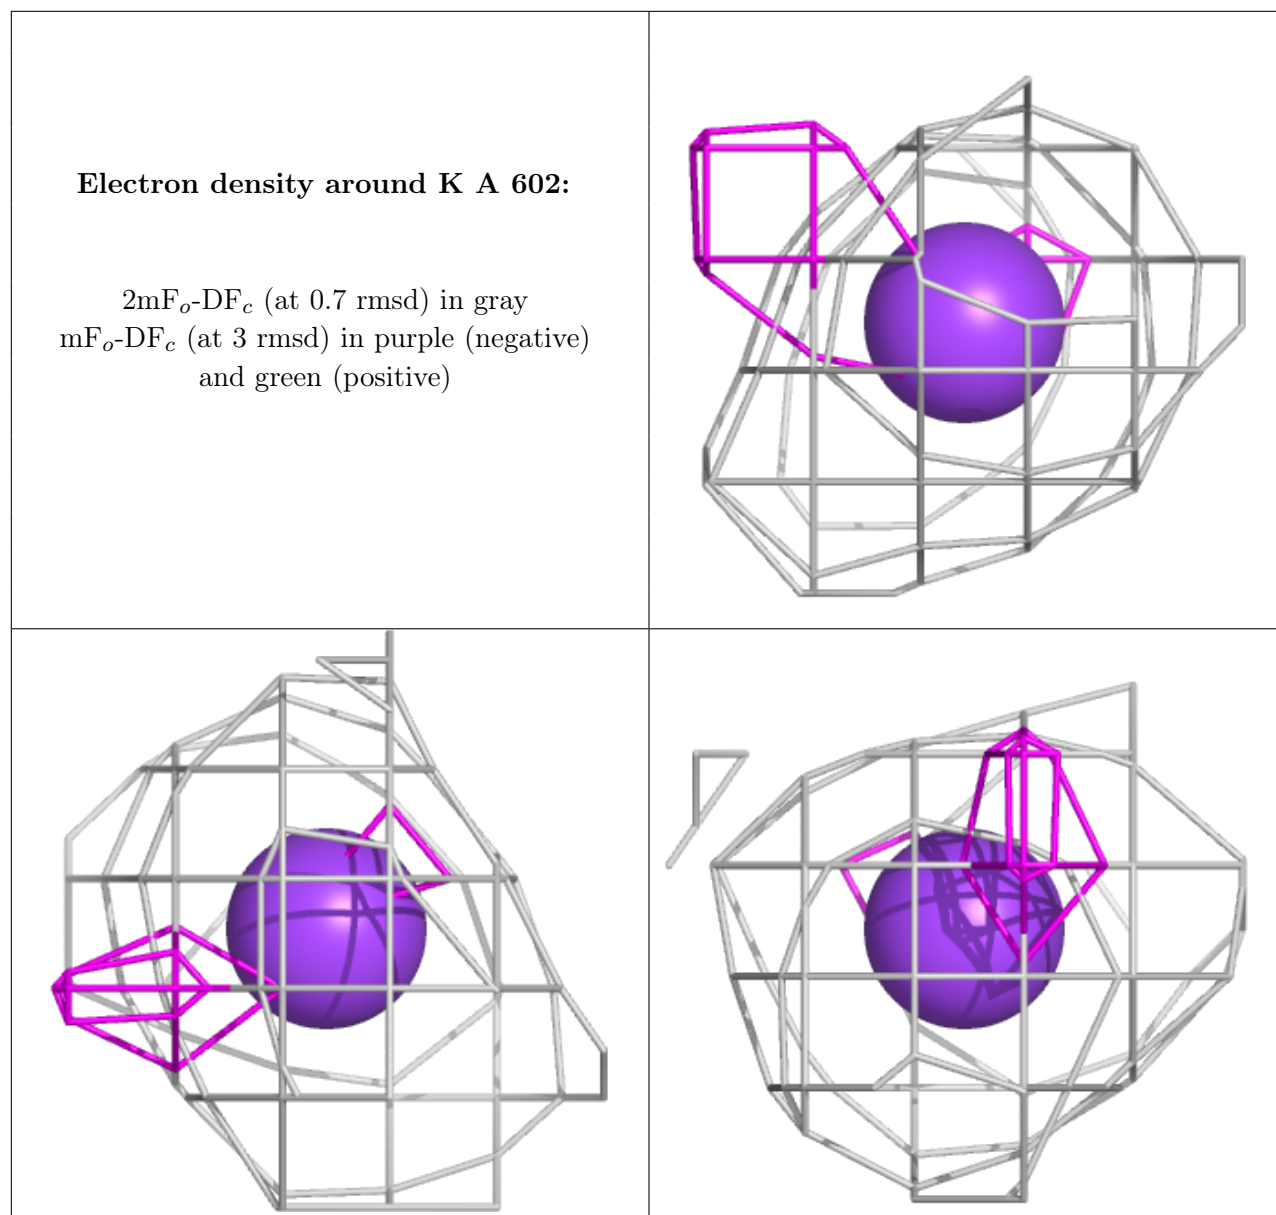 Electron density around K A 602:
2mFo-DFc (at 0.7 rmsd) in gray
mFo-DFc (at 3 rmsd) in purple (negative)
and green (positive)